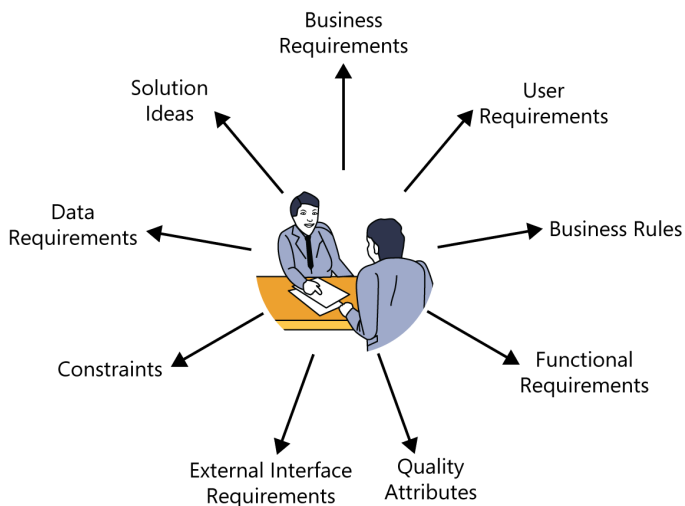 Business
Requirements
User
Requirements
Business Rules
Functional
Requirements
Quality
Attributes
External Interface
Requirements
Constraints
Data
Requirements
Solution
Ideas